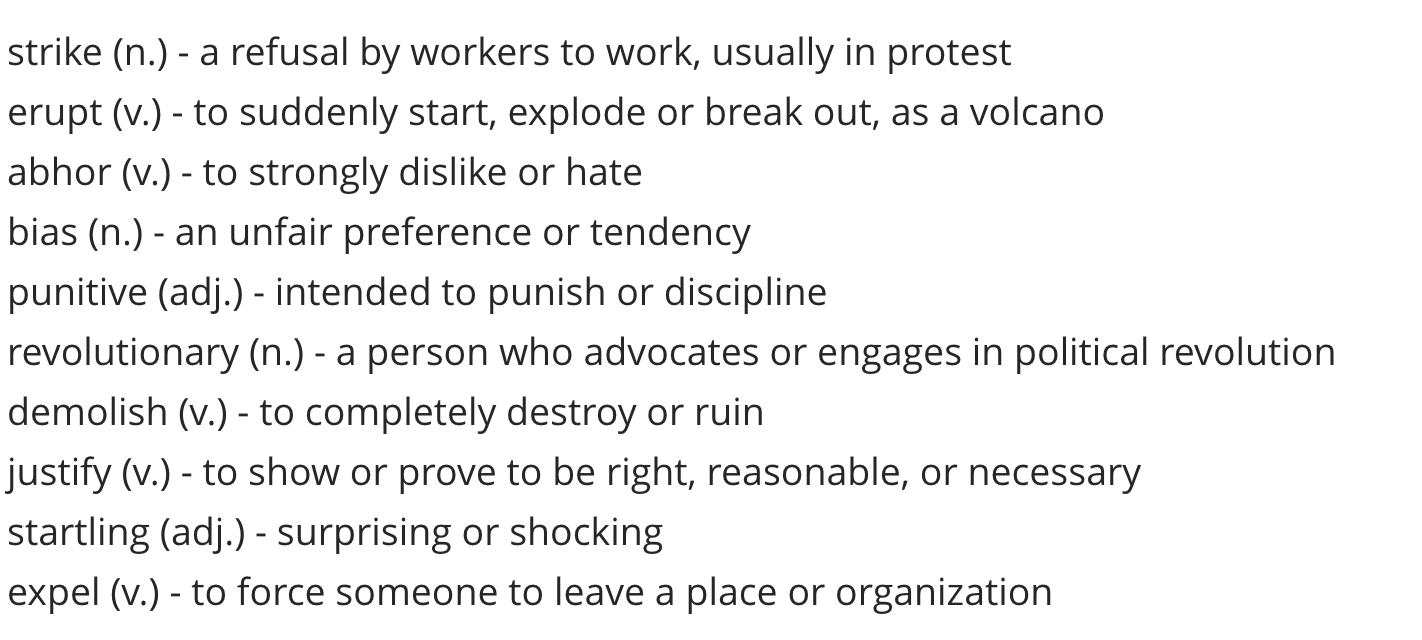 strike (n.) - a refusal by workers to work, usually in protest
erupt (v.) - to suddenly start, explode or break out, as a volcano
abhor (v.) - to strongly dislike or hate
bias (n.) - an unfair preference or tendency
punitive (adj.) - intended to punish or discipline
revolutionary (n.) - a person who advocates or engages in political revolution
demolish (v.) - to completely destroy or ruin
justify (v.) - to show or prove to be right, reasonable, or necessary
startling (adj.) - surprising or shocking
expel (v.) - to force someone to leave a place or organization